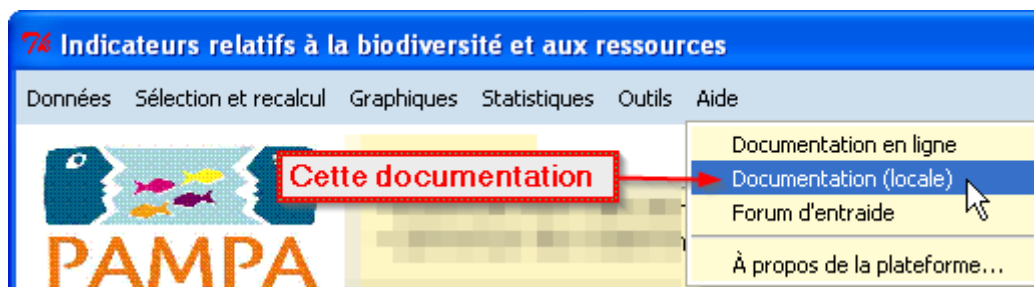 Indicateurs relatifs à la biodiversité et aux ressources
Données Sélection et recalcul Graphiques Statistiques Outils Aide
Documentation en ligne
Cette documentation
Documentation (locale)
Forum d'entraide
À propos de la plateforme...
PAMPA